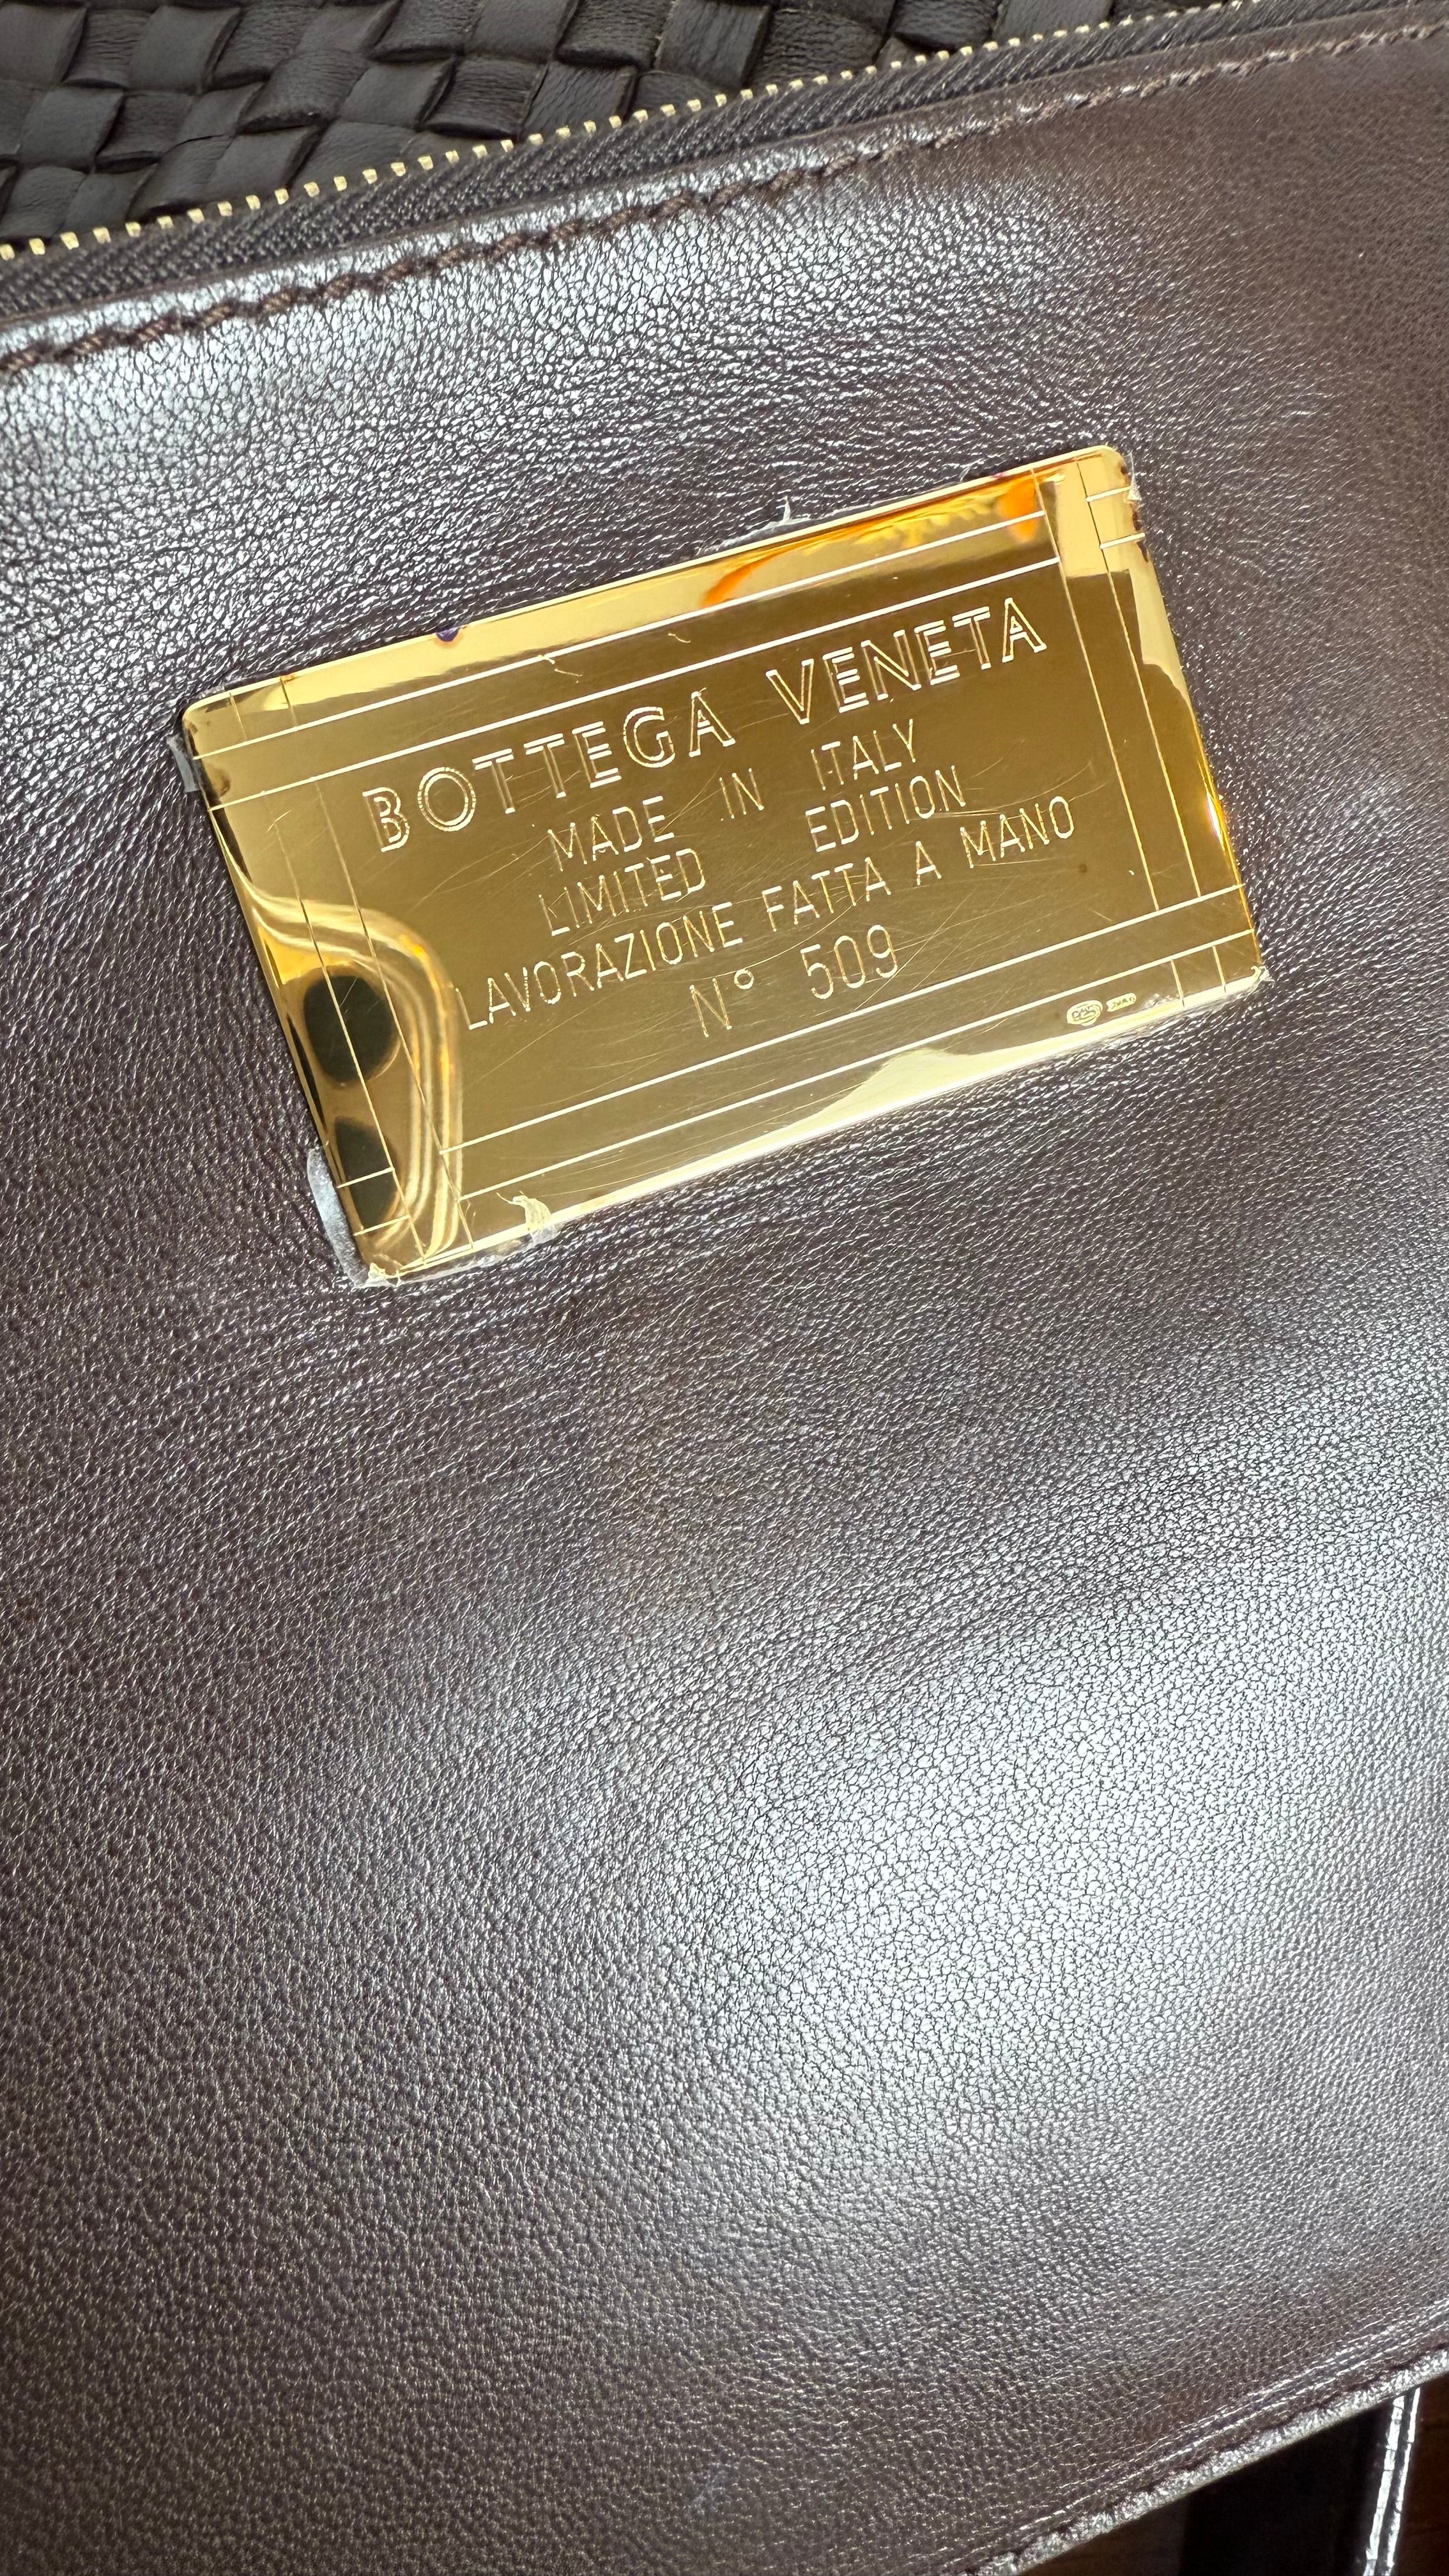 BOTTEGA VENETA
MADE IN ITALY
LIMITED EDITION
LAVORAZIONE FATTA A MANO
N° 509